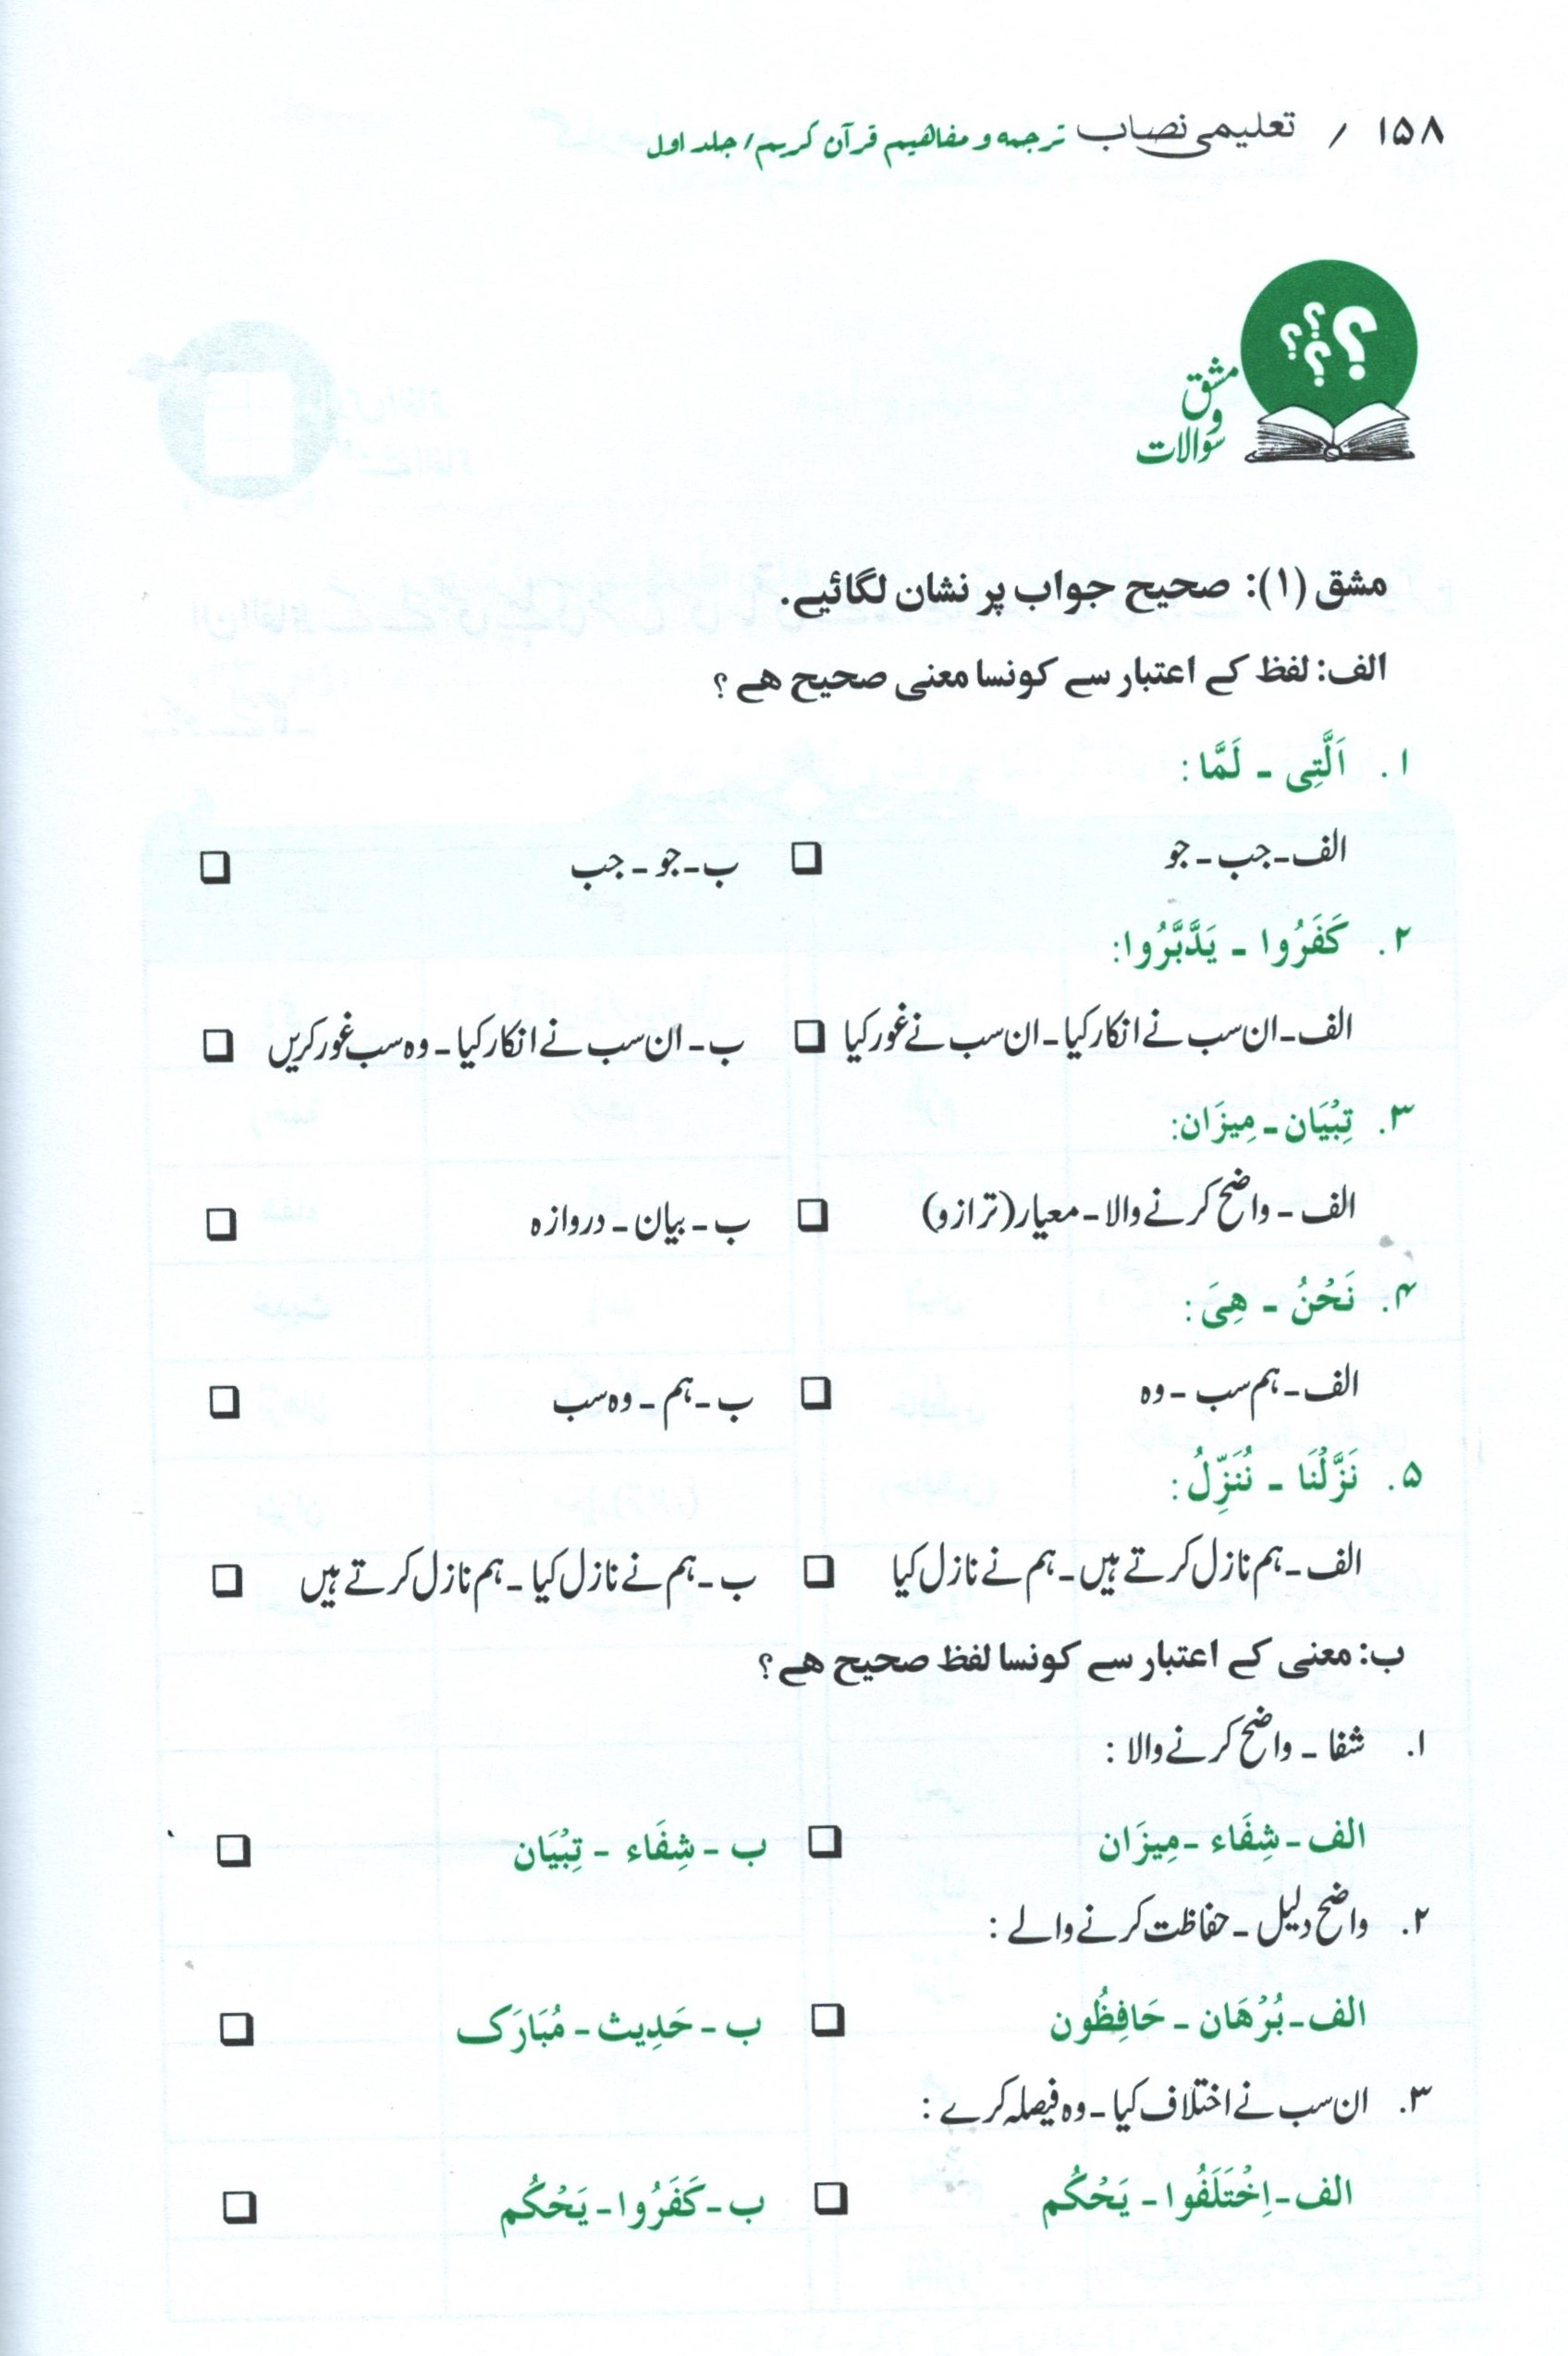 ۱۵۸ / تعلیمی نصاب ترجمه و مفاهیم قرآن کریم/ جلد اول
؟؟؟؟؟
مشق
و
سوالات
مشق (۱): صحیح جواب پر نشان لگائیے.
الف: لفظ کے اعتبار سے کونسا معنی صحیح ھے ؟
۱. اَلَّتِی ـ لَمَّا :
الف ـ جب ـ جو ❑ ب ـ جو ـ جب ❑
۲. کَفَرُوا ـ یَدَّبَّرُوا:
الف ـ ان سب نے انکار کیا ـ ان سب نے غور کیا ❑ ب ـ ان سب نے انکار کیا ـ وہ سب غور کریں ❑
۳. تِبْیَان ـ مِیزَان:
الف ـ واضح کرنے والا ـ معیار (ترازو) ❑ ب ـ بیان ـ دروازہ ❑
۴. نَحْنُ ـ هِیَ :
الف ـ ہم سب ـ وہ ❑ ب ـ ہم ـ وہ سب ❑
۵. نَزَّلْنَا ـ نُنَزِّلُ :
الف ـ ہم نازل کرتے ہیں ـ ہم نے نازل کیا ❑ ب ـ ہم نے نازل کیا ـ ہم نازل کرتے ہیں ❑
ب: معنی کے اعتبار سے کونسا لفظ صحیح ھے ؟
۱. شفا ـ واضح کرنے والا :
الف ـ شِفَاء ـ مِیزَان ❑ ب ـ شِفَاء ـ تِبْیَان ❑
۲. واضح دلیل ـ حفاظت کرنے والے :
الف ـ بُرْهَان ـ حَافِظُون ❑ ب ـ حَدِیث ـ مُبَارَک ❑
۳. ان سب نے اختلاف کیا ـ وہ فیصلہ کرے :
الف ـ اِخْتَلَفُوا ـ یَحْکُم ❑ ب ـ کَفَرُوا ـ یَحْکُم ❑